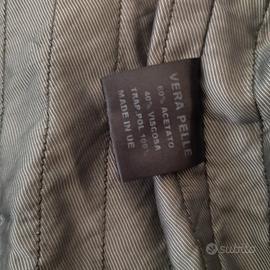 VERA PELLE
60% ACETATO
40% VISCOSA
TRAP.POL 100%
MADE IN UE
subito